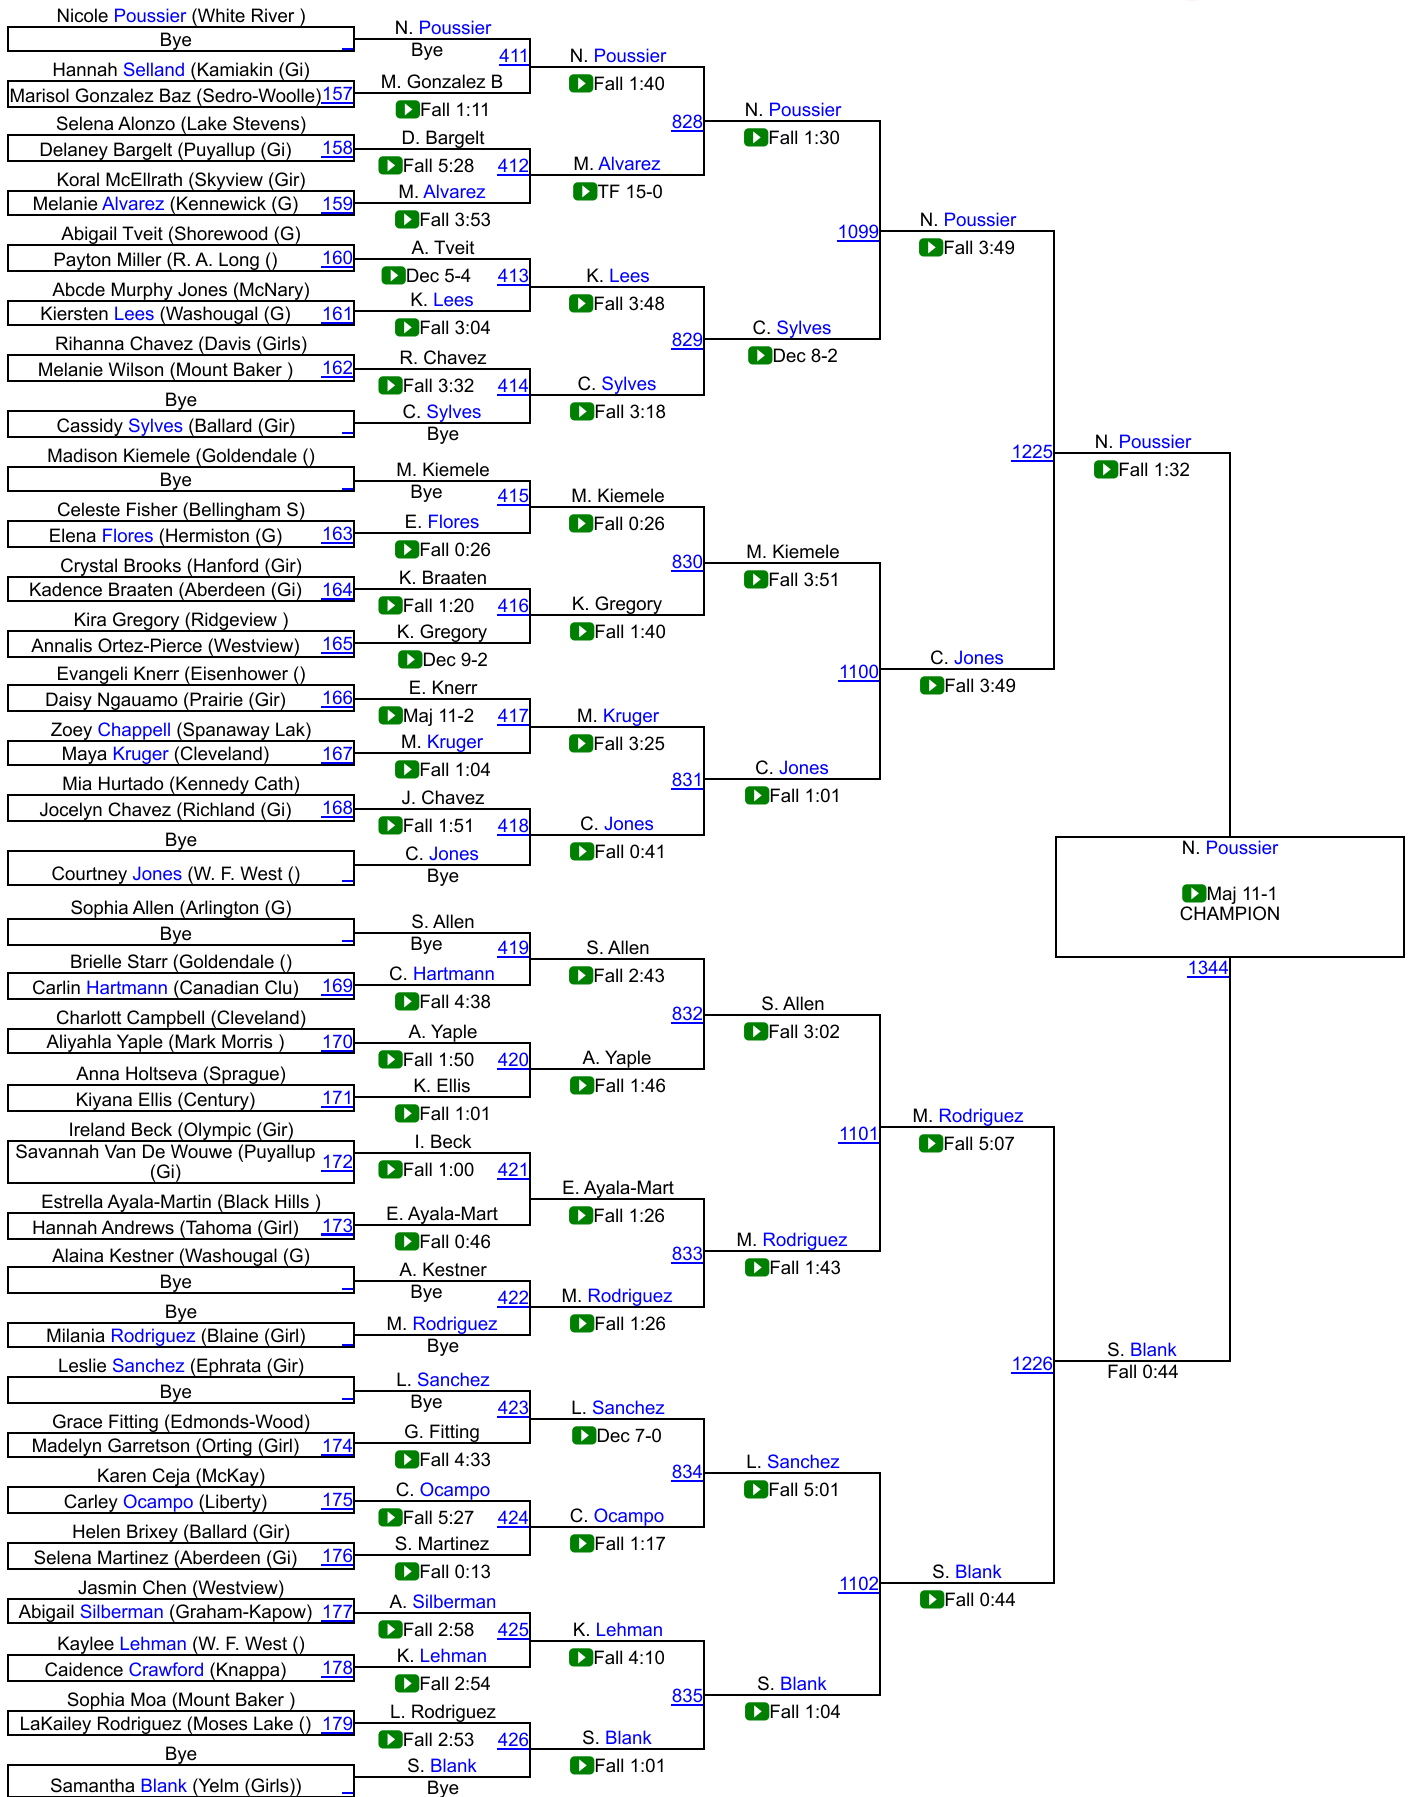 Nicole Poussier (White River )
Bye
Hannah Selland (Kamiakin (Gi)
Marisol Gonzalez Baz (Sedro-Woolle) 157
Selena Alonzo (Lake Stevens)
Delaney Bargelt (Puyallup (Gi) 158
Koral McEllrath (Skyview (Gir)
Melanie Alvarez (Kennewick (G) 159
Abigail Tveit (Shorewood (G)
Payton Miller (R. A. Long () 160
Abcde Murphy Jones (McNary)
Kiersten Lees (Washougal (G) 161
Rihanna Chavez (Davis (Girls)
Melanie Wilson (Mount Baker ) 162
Bye
Cassidy Sylves (Ballard (Gir)
Madison Kiemele (Goldendale ()
Bye
Celeste Fisher (Bellingham S)
Elena Flores (Hermiston (G) 163
Crystal Brooks (Hanford (Gir)
Kadence Braaten (Aberdeen (Gi) 164
Kira Gregory (Ridgeview )
Annalis Ortez-Pierce (Westview) 165
Evangeli Knerr (Eisenhower ()
Daisy Ngauamo (Prairie (Gir) 166
Zoey Chappell (Spanaway Lak)
Maya Kruger (Cleveland) 167
Mia Hurtado (Kennedy Cath)
Jocelyn Chavez (Richland (Gi) 168
Bye
Courtney Jones (W. F. West ()
Sophia Allen (Arlington (G)
Bye
Brielle Starr (Goldendale ()
Carlin Hartmann (Canadian Clu) 169
Charlott Campbell (Cleveland)
Aliyahla Yaple (Mark Morris ) 170
Anna Holtseva (Sprague)
Kiyana Ellis (Century) 171
Ireland Beck (Olympic (Gir)
Savannah Van De Wouwe (Puyallup
(Gi) 172
Estrella Ayala-Martin (Black Hills )
Hannah Andrews (Tahoma (Girl) 173
Alaina Kestner (Washougal (G)
Bye
Bye
Milania Rodriguez (Blaine (Girl)
Leslie Sanchez (Ephrata (Gir)
Bye
Grace Fitting (Edmonds-Wood)
Madelyn Garretson (Orting (Girl) 174
Karen Ceja (McKay)
Carley Ocampo (Liberty) 175
Helen Brixey (Ballard (Gir)
Selena Martinez (Aberdeen (Gi) 176
Jasmin Chen (Westview)
Abigail Silberman (Graham-Kapow) 177
Kaylee Lehman (W. F. West ()
Caidence Crawford (Knappa) 178
Sophia Moa (Mount Baker )
LaKailey Rodriguez (Moses Lake () 179
Bye
Samantha Blank (Yelm (Girls))
N. Poussier
Bye
411
M. Gonzalez B
Fall 1:11
D. Bargelt
Fall 5:28
412
M. Alvarez
Fall 3:53
A. Tveit
Dec 5-4
413
K. Lees
Fall 3:04
R. Chavez
Fall 3:32
414
C. Sylves
Bye
M. Kiemele
Bye
415
E. Flores
Fall 0:26
K. Braaten
Fall 1:20
416
K. Gregory
Dec 9-2
E. Knerr
Maj 11-2
417
M. Kruger
Fall 1:04
J. Chavez
Fall 1:51
418
C. Jones
Bye
S. Allen
Bye
419
C. Hartmann
Fall 4:38
A. Yaple
Fall 1:50
420
K. Ellis
Fall 1:01
I. Beck
Fall 1:00
421
E. Ayala-Mart
Fall 0:46
A. Kestner
Bye
422
M. Rodriguez
Bye
L. Sanchez
Bye
423
G. Fitting
Fall 4:33
C. Ocampo
Fall 5:27
424
S. Martinez
Fall 0:13
A. Silberman
Fall 2:58
425
K. Lehman
Fall 2:54
L. Rodriguez
Fall 2:53
426
S. Blank
Bye
N. Poussier
Fall 1:40
828
M. Alvarez
TF 15-0
K. Lees
Fall 3:48
829
C. Sylves
Fall 3:18
M. Kiemele
Fall 0:26
830
K. Gregory
Fall 1:40
M. Kruger
Fall 3:25
831
C. Jones
Fall 0:41
S. Allen
Fall 2:43
832
A. Yaple
Fall 1:46
E. Ayala-Mart
Fall 1:26
833
M. Rodriguez
Fall 1:26
L. Sanchez
Dec 7-0
834
C. Ocampo
Fall 1:17
K. Lehman
Fall 4:10
835
S. Blank
Fall 1:01
N. Poussier
Fall 1:30
1099
C. Sylves
Dec 8-2
M. Kiemele
Fall 3:51
1100
C. Jones
Fall 1:01
S. Allen
Fall 3:02
1101
M. Rodriguez
Fall 1:43
L. Sanchez
Fall 5:01
1102
S. Blank
Fall 1:04
N. Poussier
Fall 3:49
1225
C. Jones
Fall 3:49
M. Rodriguez
Fall 5:07
1226
S. Blank
Fall 0:44
N. Poussier
Fall 1:32
S. Blank
Fall 0:44
N. Poussier
Maj 11-1
CHAMPION
1344